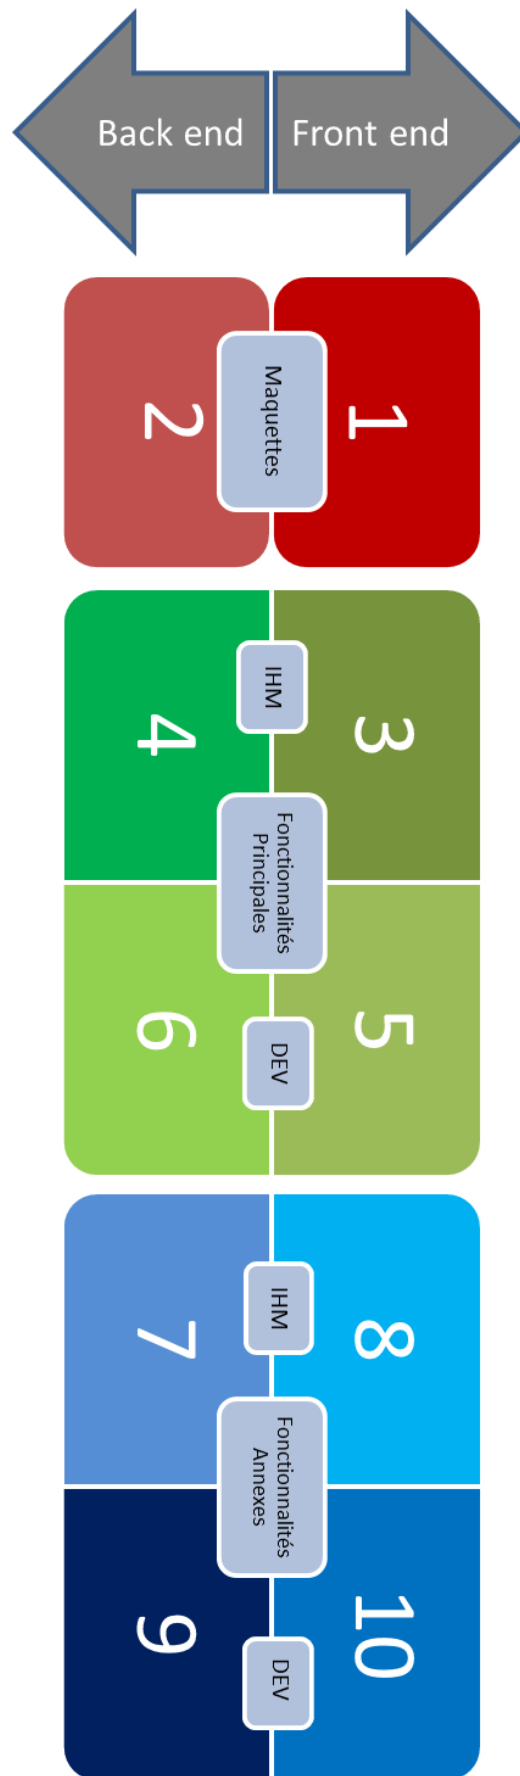 Back end
Front end
1
2
Maquettes
3
4
IHM
Fonctionnalités
Principales
5
6
DEV
8
7
IHM
Fonctionnalités
Annexes
10
9
DEV